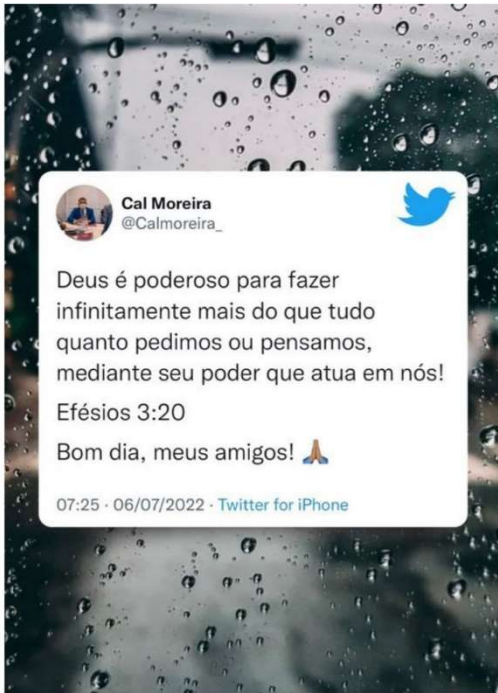 Cal Moreira
@Calmoreira_
Deus é poderoso para fazer
infinitamente mais do que tudo
quanto pedimos ou pensamos,
mediante seu poder que atua em nós!
Efésios 3:20
Bom dia, meus amigos! 🙏🏽
07:25 · 06/07/2022 · Twitter for iPhone